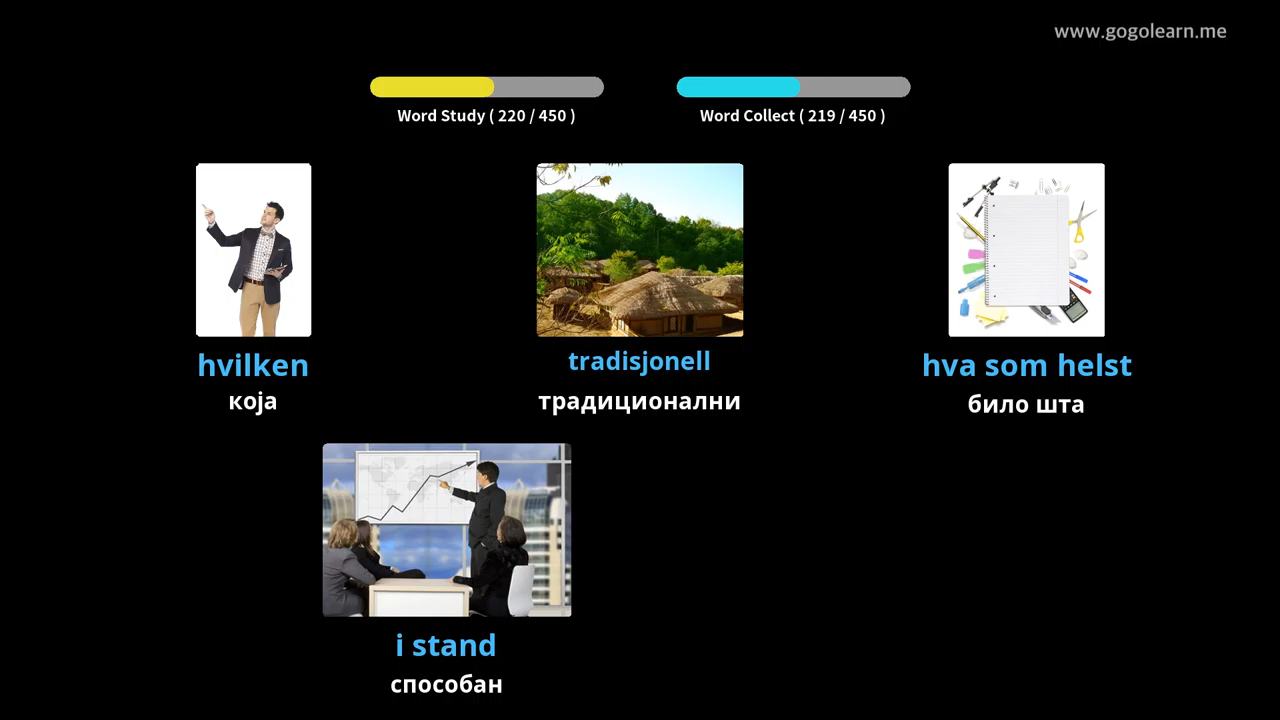 www.gogolearn.me
Word Study ( 220 / 450 )
Word Collect ( 219 / 450 )
hvilken
која
tradisjonell
традиционални
hva som helst
било шта
i stand
способан